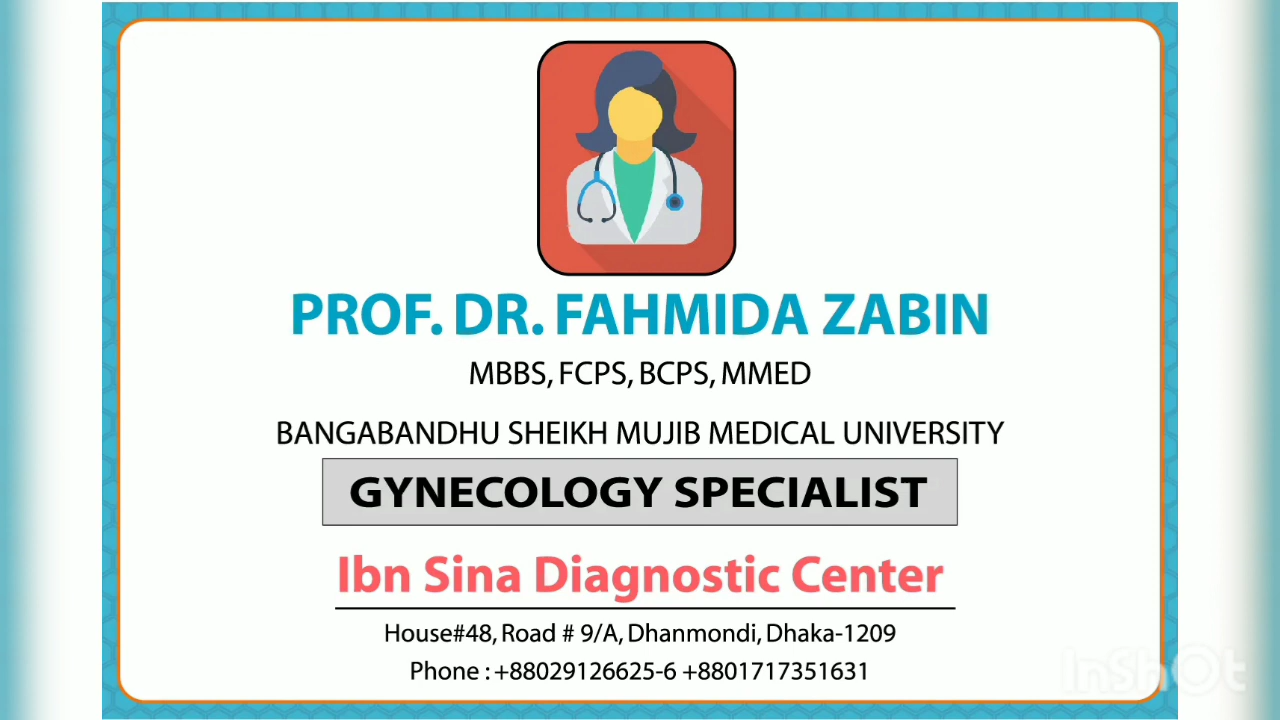 PROF. DR. FAHMIDA ZABIN
MBBS, FCPS, BCPS, MMED
BANGABANDHU SHEIKH MUJIB MEDICAL UNIVERSITY
GYNECOLOGY SPECIALIST
Ibn Sina Diagnostic Center
House#48, Road # 9/A, Dhanmondi, Dhaka-1209
Phone : +88029126625-6 +8801717351631
InShOt